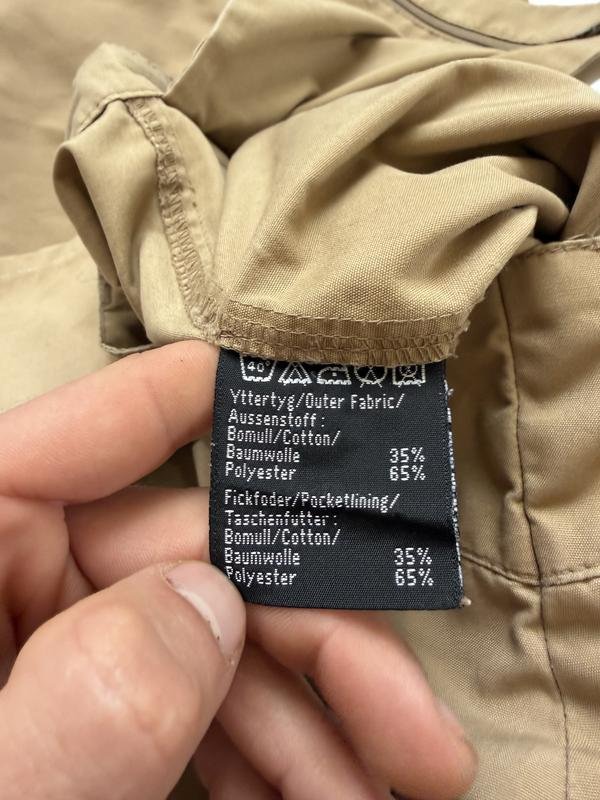 40°
Yttertyg/Outer Fabric/
Aussenstoff:
Bomull/Cotton/
Baumwolle 35%
Polyester 65%
Fickfoder/Pocketlining/
Taschenfutter:
Bomull/Cotton/
Baumwolle 35%
Polyester 65%